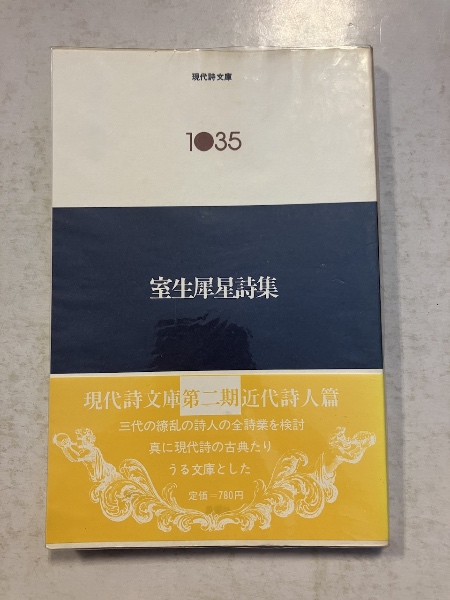 現代詩文庫
1●35
室生犀星詩集
現代詩文庫第二期近代詩人篇
三代の撩乱の詩人の全詩業を検討
真に現代詩の古典たり
うる文庫とした
定価=780円